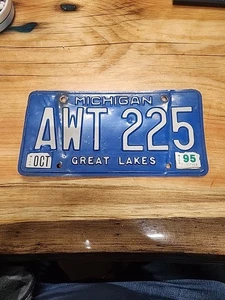 MICHIGAN
AWT 225
OCT 95
GREAT LAKES